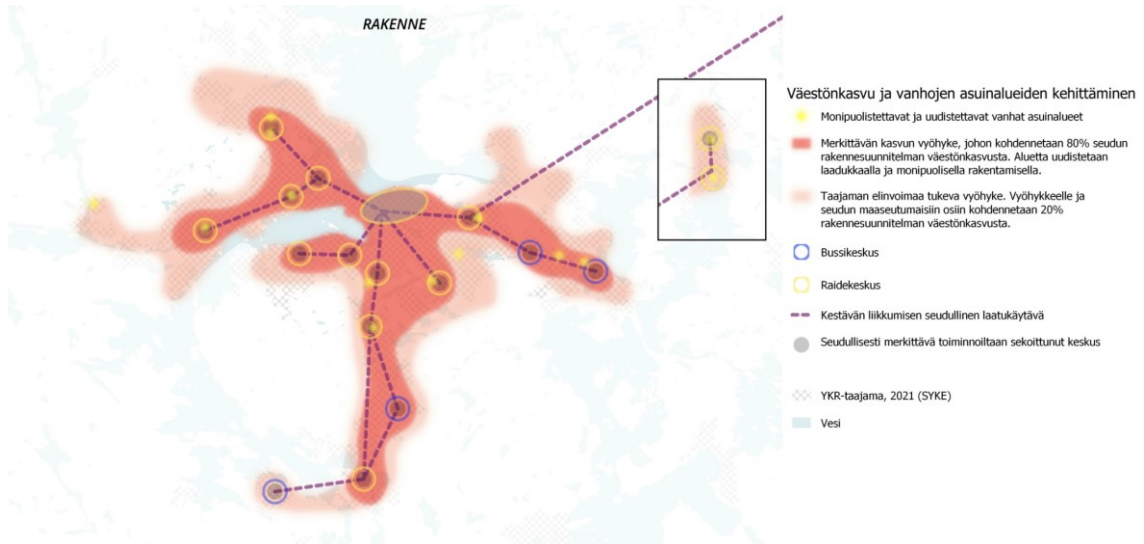 RAKENNE
Väestönkasvu ja vanhojen asuinalueiden kehittäminen
Monipuolistettavat ja uudistettavat vanhat asuinalueet
Merkittävän kasvun vyöhyke, johon kohdennetaan 80% seudun
rakennesuunnitelman väestönkasvusta. Aluetta uudistetaan
laadukkaalla ja monipuolisella rakentamisella.
Taajaman elinvoimaa tukeva vyöhyke. Vyöhykkeelle ja
seudun maaseutumaisiin osiin kohdennetaan 20%
rakennesuunnitelman väestönkasvusta.
Bussikeskus
Raidekeskus
Kestävän liikkumisen seudullinen laatukäytävä
Seudullisesti merkittävä toiminnoiltaan sekoittunut keskus
YKR-taajama, 2021 (SYKE)
Vesi